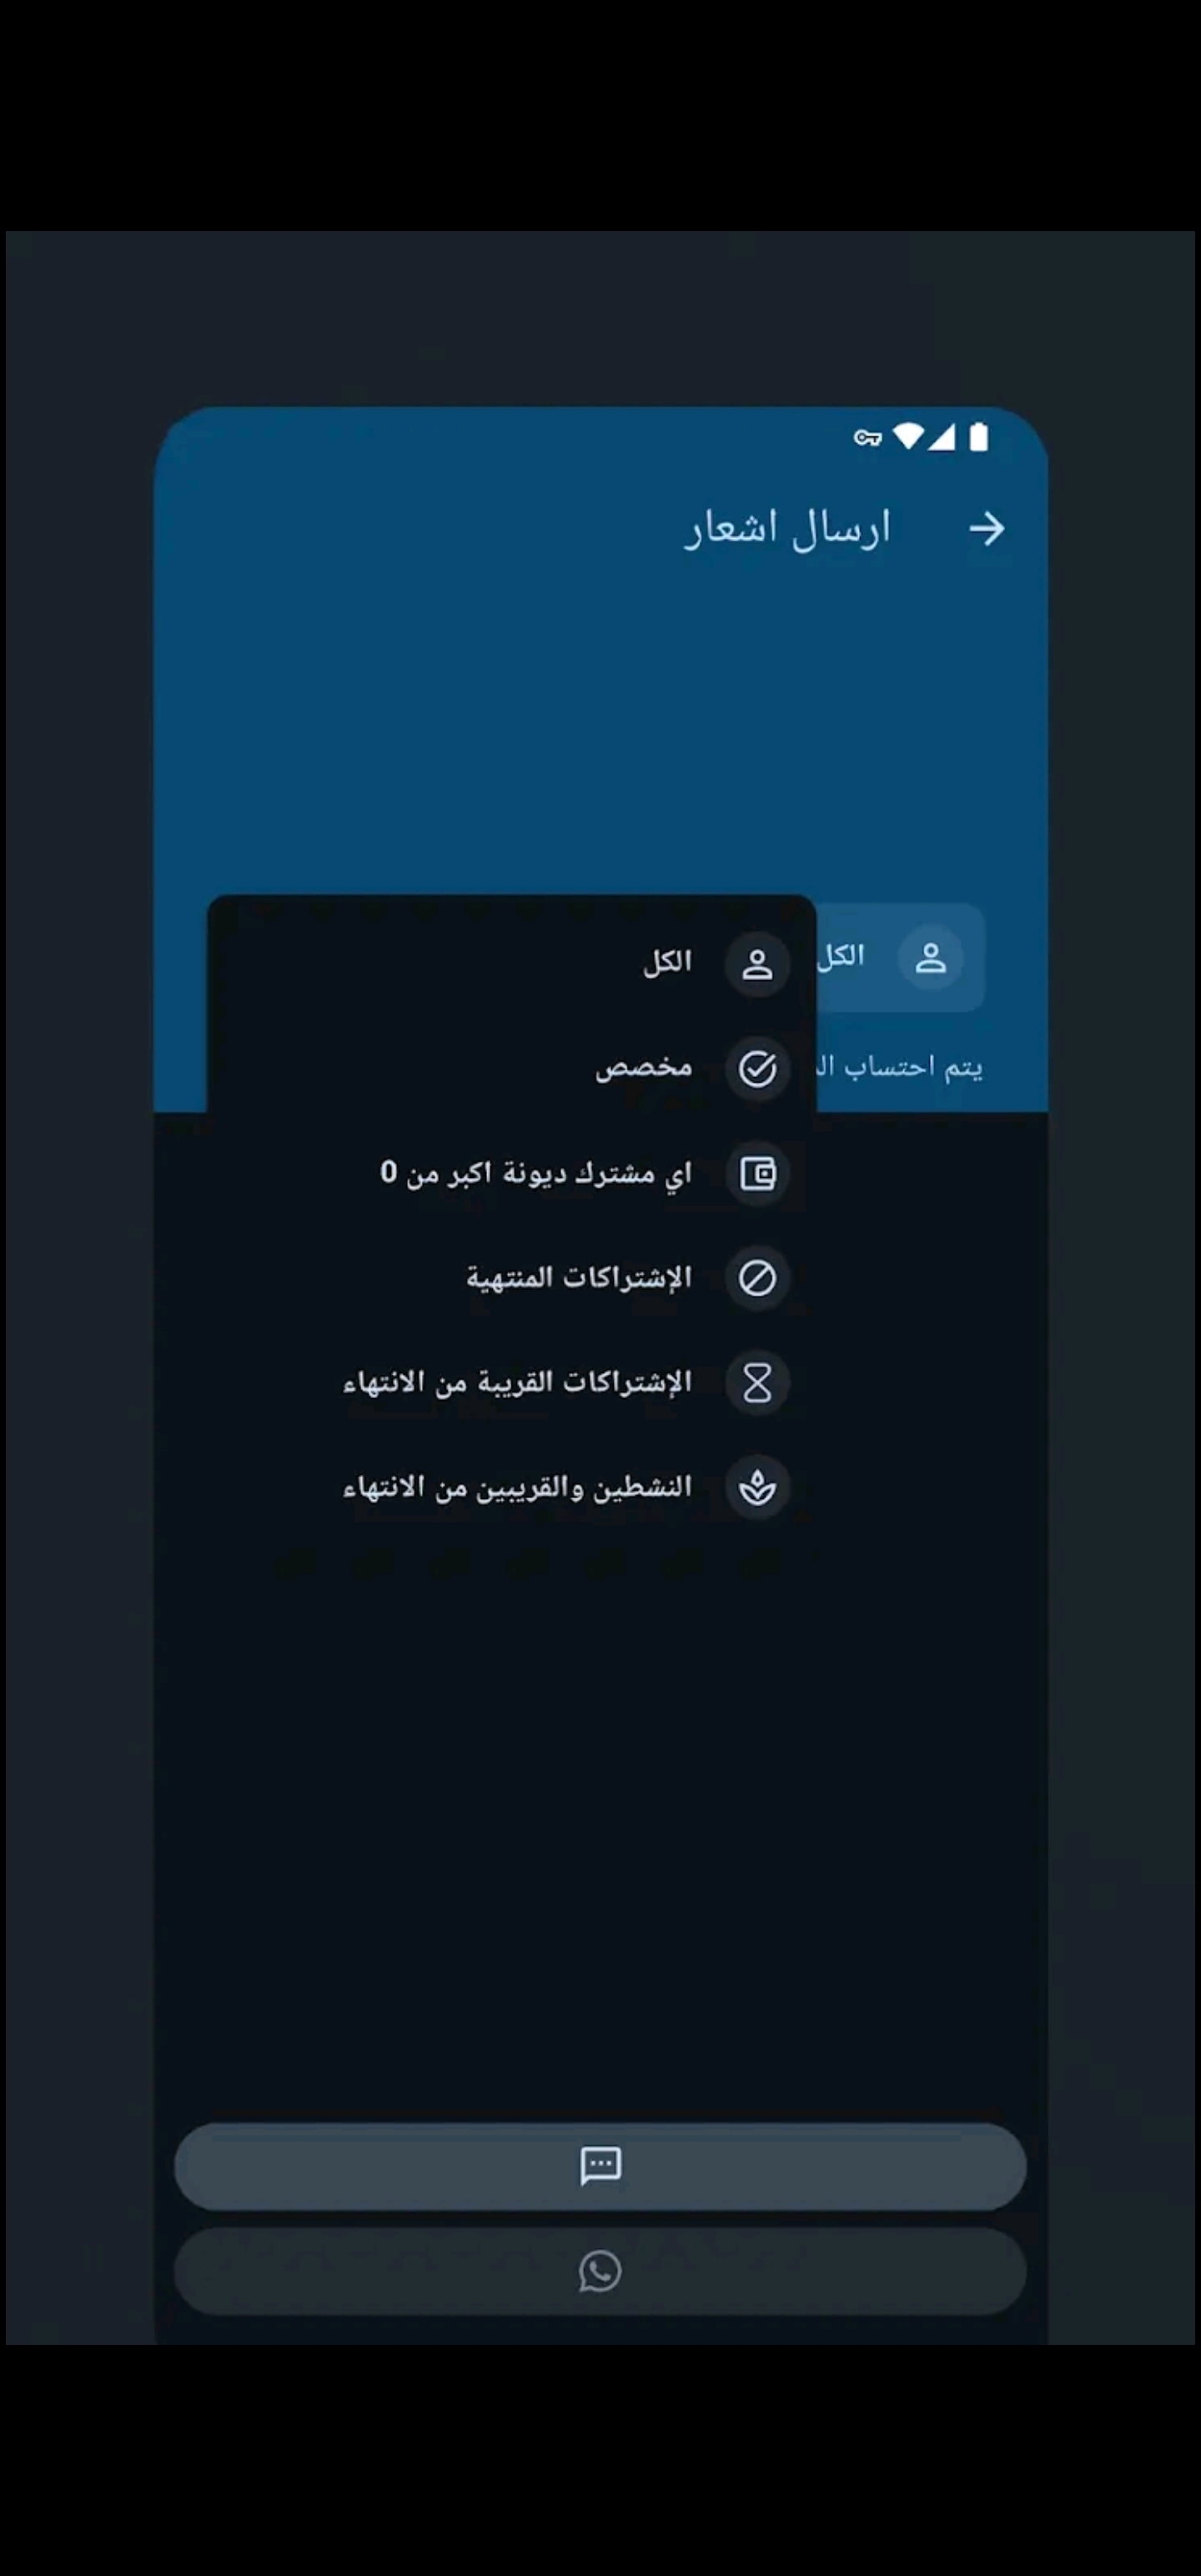 ارسال اشعار
الكل
الكل
يتم احتساب
مخصص
اي مشترك ديونة اكبر من 0
الإشتراكات المنتهية
الإشتراكات القريبة من الانتهاء
النشطين والقريبين من الانتهاء